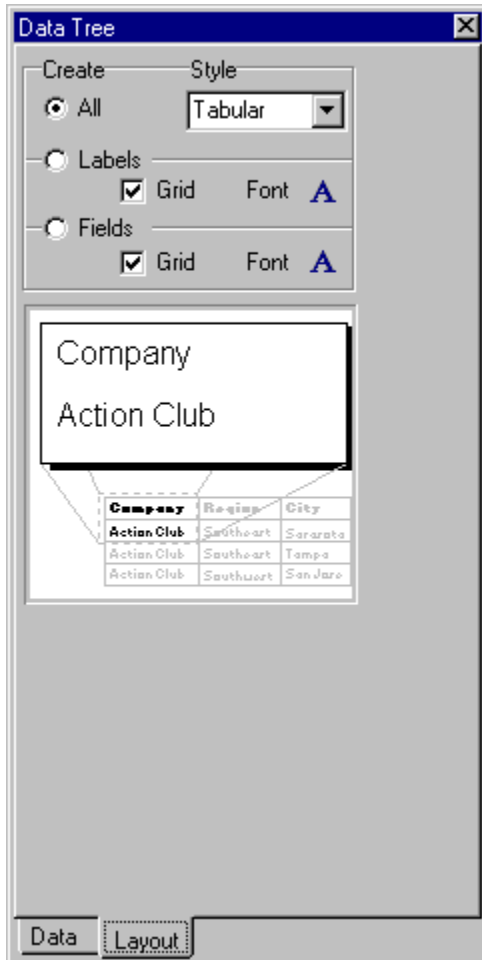 Data Tree
Create Style
All Tabular
Labels
Grid Font A
Fields
Grid Font A
Company
Action Club
Company Region City
Action Club Southeast Sarasota
Action Club Southeast Tampa
Action Club Southwest San Jose
Data Layout